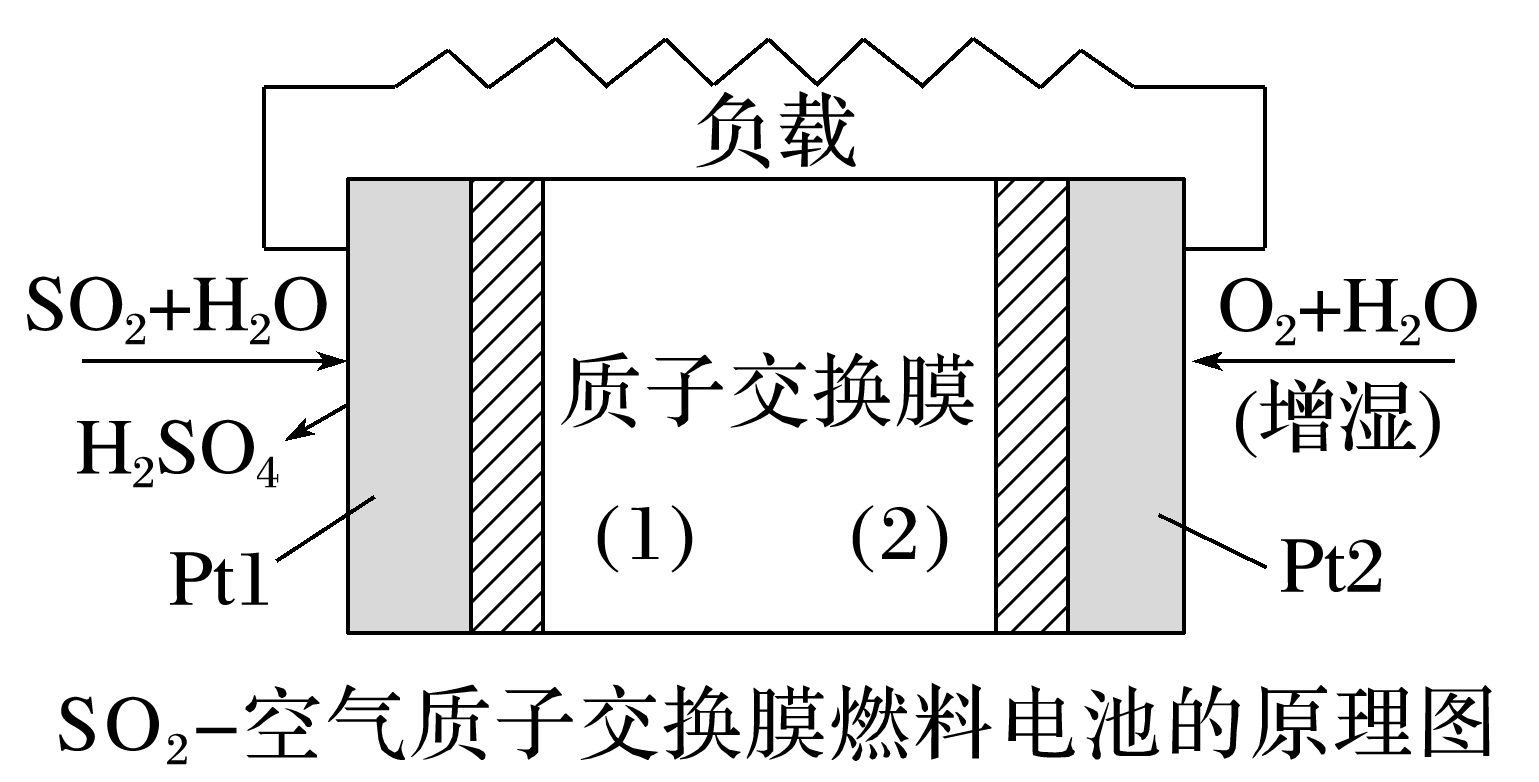 负载
SO₂+H₂O
O₂+H₂O
质子交换膜
(增湿)
H₂SO₄
(1)
(2)
Pt1
Pt2
SO₂-空气质子交换膜燃料电池的原理图